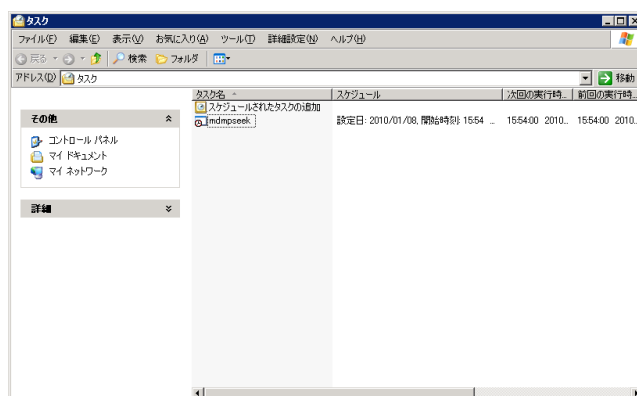 タスク
ファイル(F) 編集(E) 表示(V) お気に入り(A) ツール(T) 詳細設定(N) ヘルプ(H)
戻る 検索 フォルダ
アドレス(D) タスク 移動
タスク名 スケジュール 次回の実行時... 前回の実行時...
スケジュールされたタスクの追加
mdmpseek 設定日: 2010/01/08, 開始時刻: 15:54 ... 15:54:00 2010... 15:54:00 2010...
その他
コントロール パネル
マイ ドキュメント
マイ ネットワーク
詳細